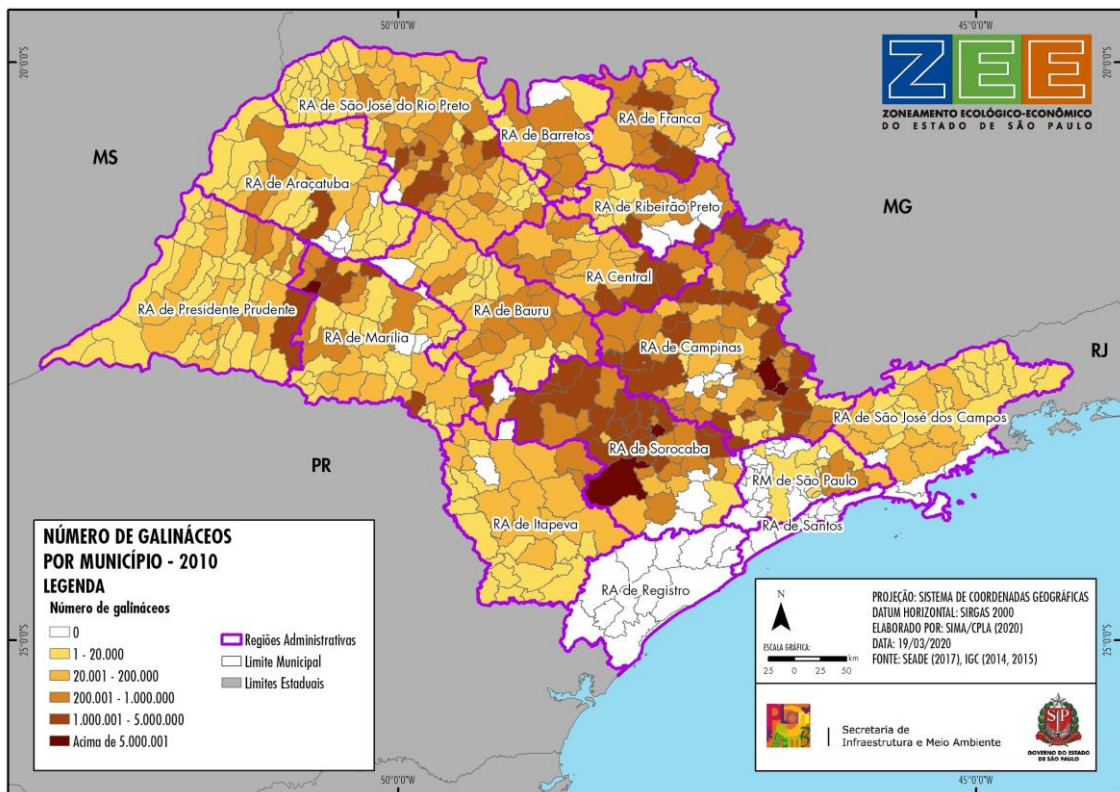 50°0'0"W
45°0'0"W
20°0'0"S
20°0'0"S
ZEE
ZONEAMENTO ECOLÓGICO-ECONÔMICO
DO ESTADO DE SÃO PAULO
RA de São José do Rio Preto
RA de Barretos
RA de Franca
MS
RA de Araçatuba
RA de Ribeirão Preto
MG
RA Central
RA de Presidente Prudente
RA de Bauru
RA de Marília
RA de Campinas
RJ
RA de São José dos Campos
RA de Sorocaba
PR
RM de São Paulo
RA de Itapeva
RA de Santos
RA de Registro
NÚMERO DE GALINÁCEOS
POR MUNICÍPIO - 2010
LEGENDA
Número de galináceos
0
1 - 20.000
20.001 - 200.000
200.001 - 1.000.000
1.000.001 - 5.000.000
Acima de 5.000.001
Regiões Administrativas
Limite Municipal
Limites Estaduais
N
ESCALA GRÁFICA:
25 0 25 50 km
PROJEÇÃO: SISTEMA DE COORDENADAS GEOGRÁFICAS
DATUM HORIZONTAL: SIRGAS 2000
ELABORADO POR: SIMA/CPLA (2020)
DATA: 19/03/2020
FONTE: SEADE (2017), IGC (2014, 2015)
25°0'0"S
25°0'0"S
Secretaria de
Infraestrutura e Meio Ambiente
SP
GOVERNO DO ESTADO
DE SÃO PAULO
50°0'0"W
45°0'0"W